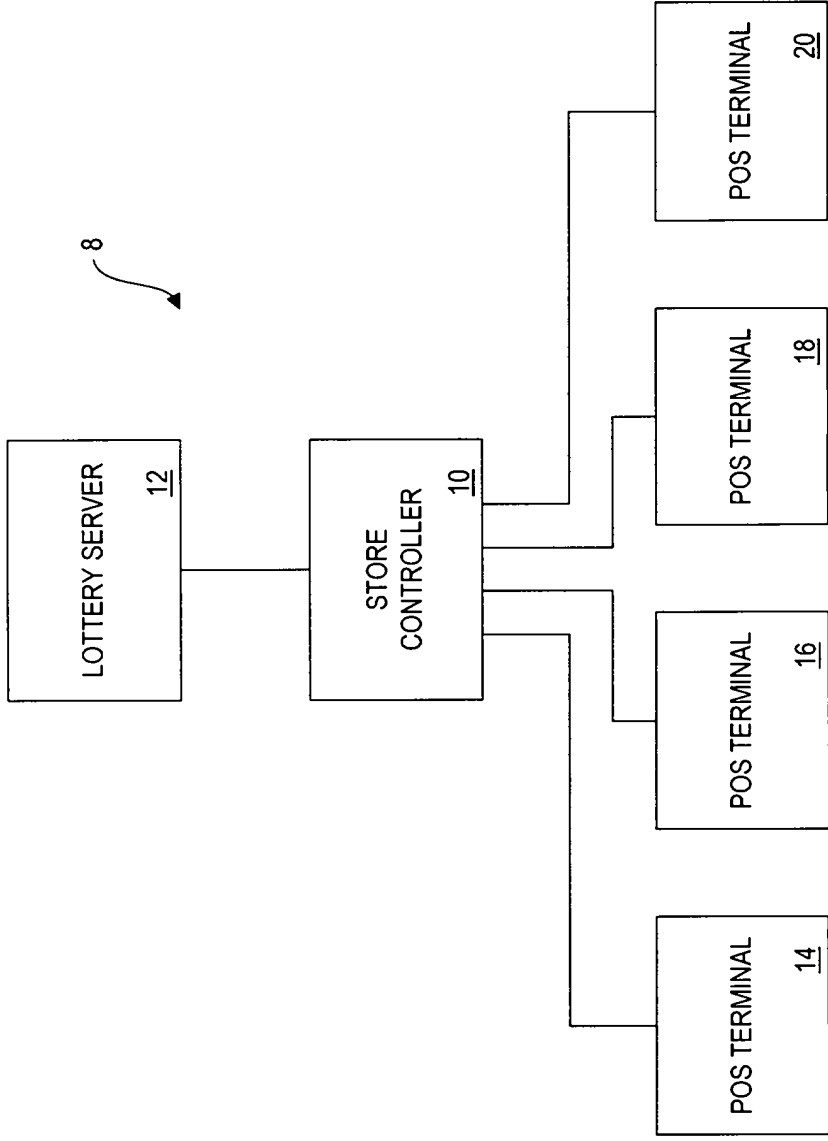 8
LOTTERY SERVER
12
STORE
CONTROLLER
10
POS TERMINAL
14
POS TERMINAL
16
POS TERMINAL
18
POS TERMINAL
20